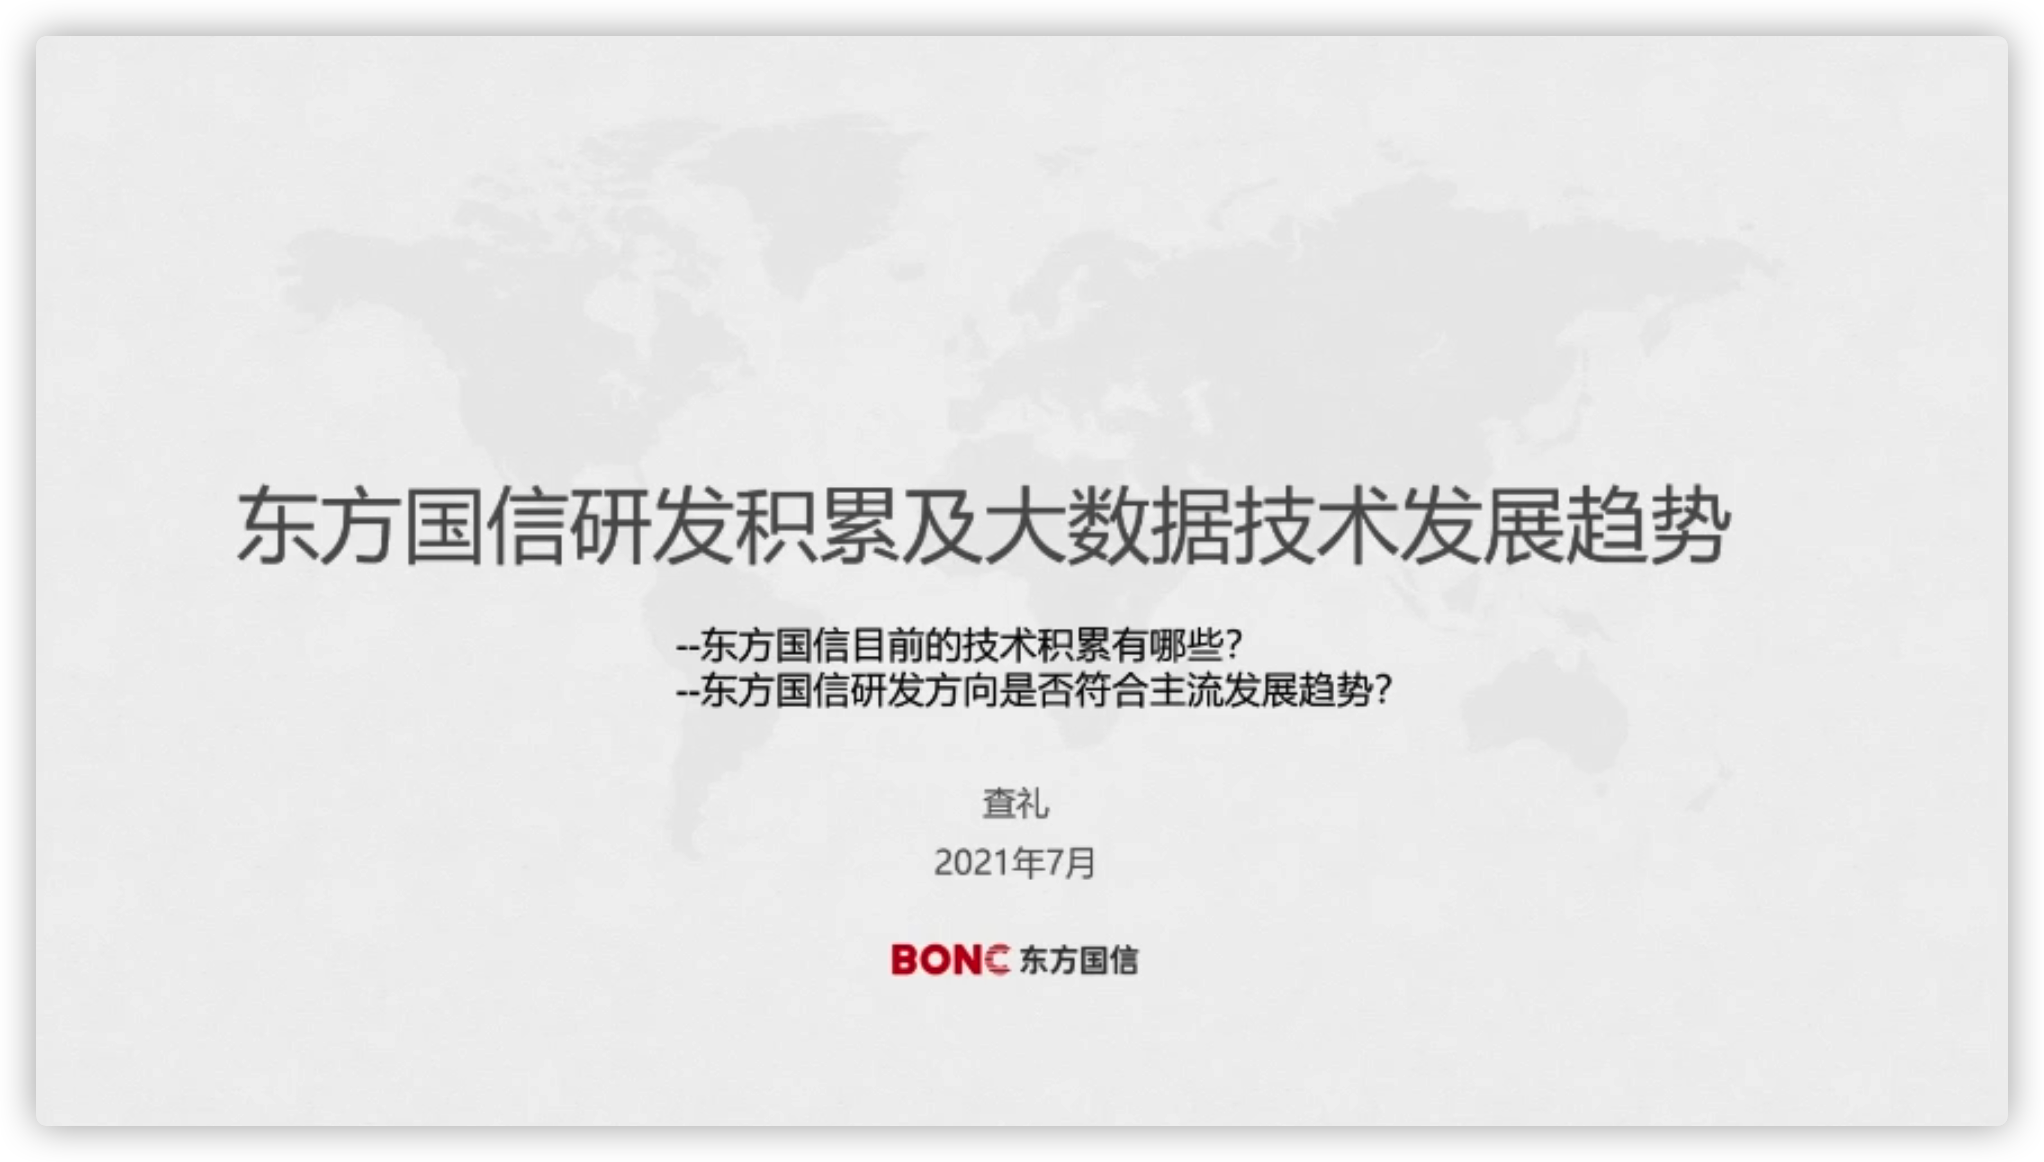 东方国信研发积累及大数据技术发展趋势
--东方国信目前的技术积累有哪些?
--东方国信研发方向是否符合主流发展趋势?
查礼
2021年7月
BONC 东方国信